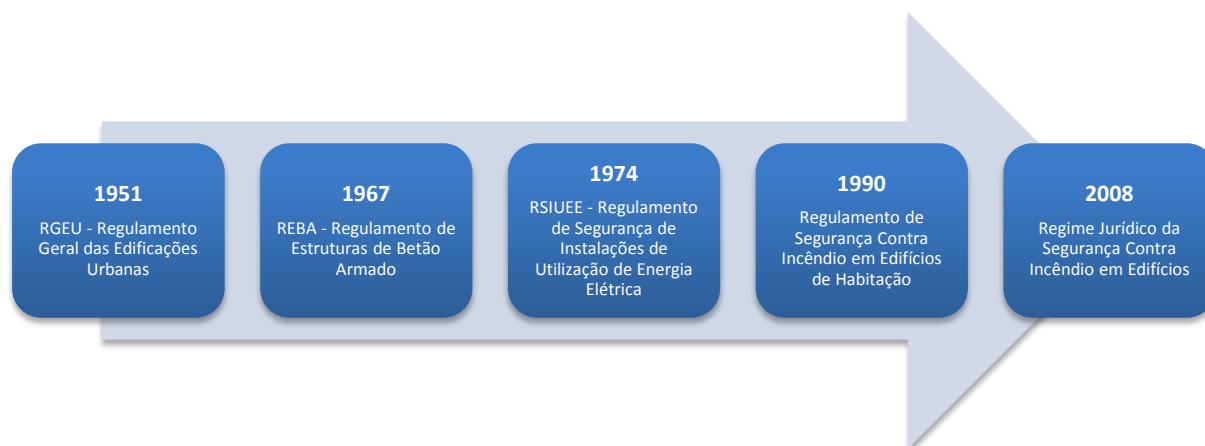 1951
RGEU - Regulamento
Geral das Edificações
Urbanas
1967
REBA - Regulamento de
Estruturas de Betão
Armado
1974
RSIUEE - Regulamento
de Segurança de
Instalações de
Utilização de Energia
Elétrica
1990
Regulamento de
Segurança Contra
Incêndio em Edifícios
de Habitação
2008
Regime Jurídico da
Segurança Contra
Incêndio em Edifícios